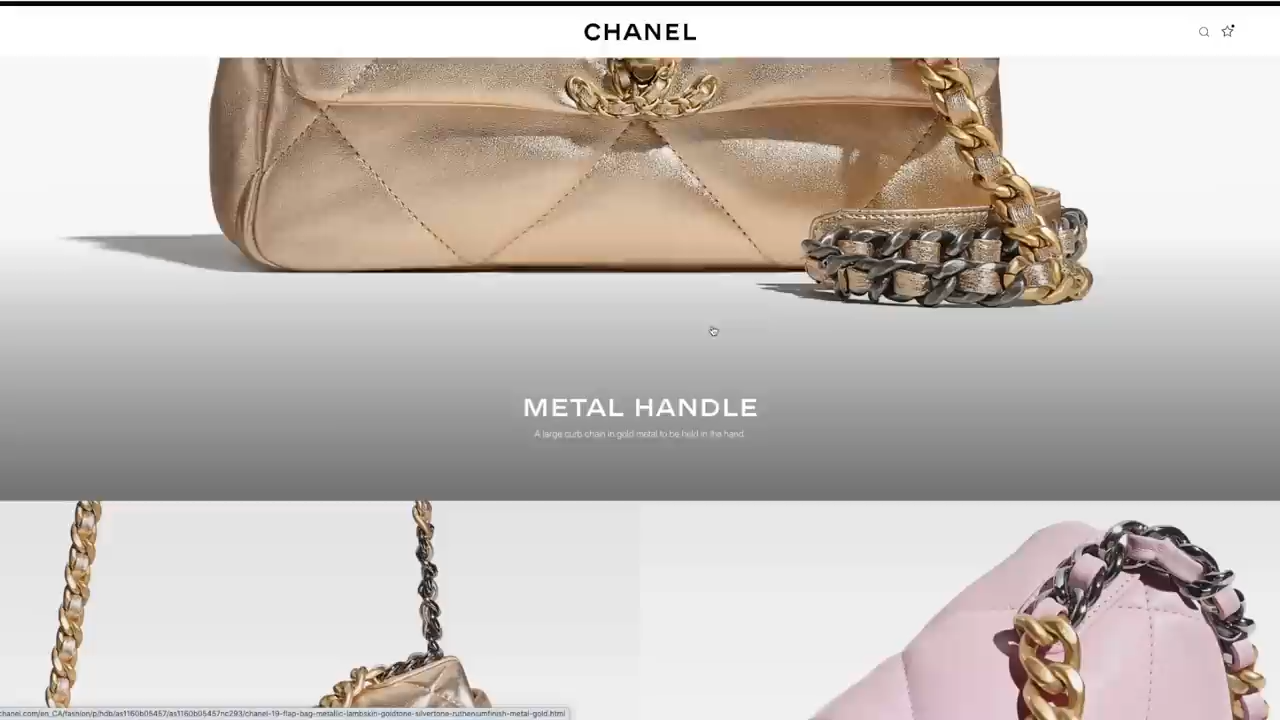 CHANEL
METAL HANDLE
A large curb chain in gold metal to be held in the hand.
chanel.com/en_CA/fashion/p/hdb/as1160b05457/as1160b05457nc293/chanel-19-flap-bag-metallic-lambskin-goldtone-silvertone-rutheniumfinish-metal-gold.html